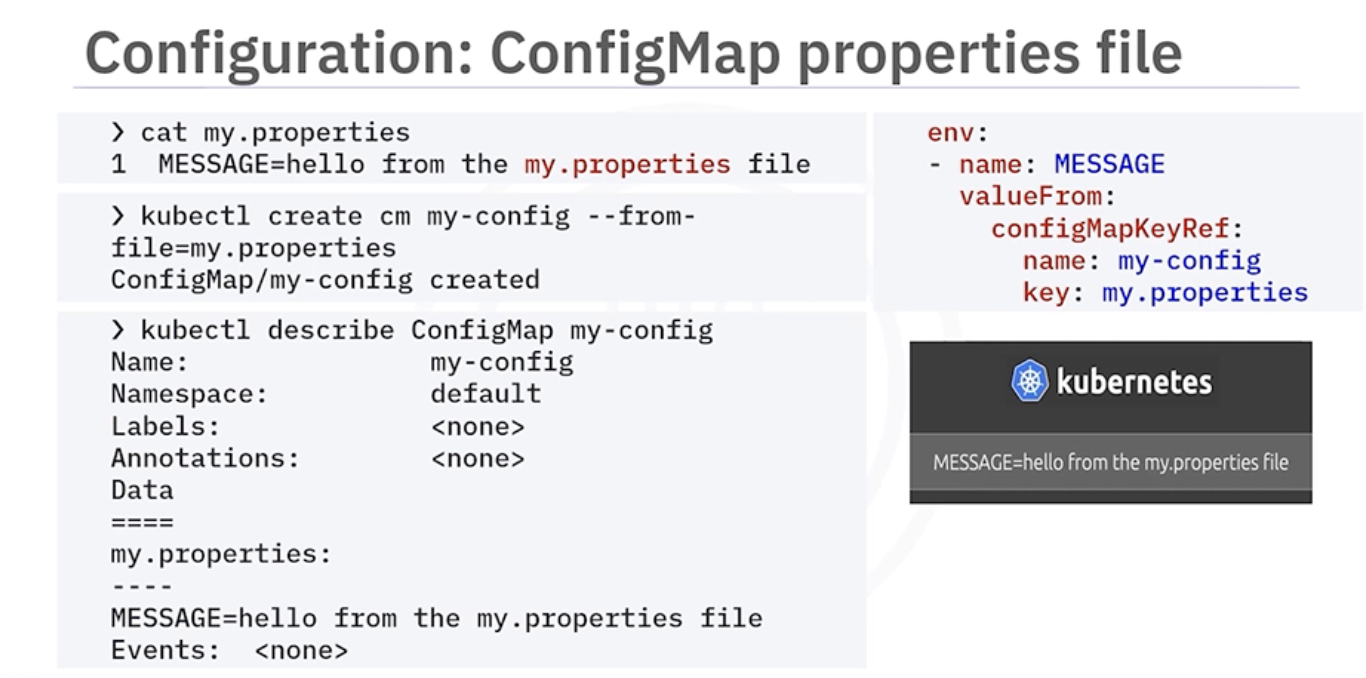 Configuration: ConfigMap properties file
❯ cat my.properties
1  MESSAGE=hello from the my.properties file
❯ kubectl create cm my-config --from-
file=my.properties
ConfigMap/my-config created
❯ kubectl describe ConfigMap my-config
Name:               my-config
Namespace:          default
Labels:             <none>
Annotations:        <none>
Data
====
my.properties:
----
MESSAGE=hello from the my.properties file
Events:  <none>
env:
- name: MESSAGE
  valueFrom:
    configMapKeyRef:
      name: my-config
      key: my.properties
kubernetes
MESSAGE=hello from the my.properties file